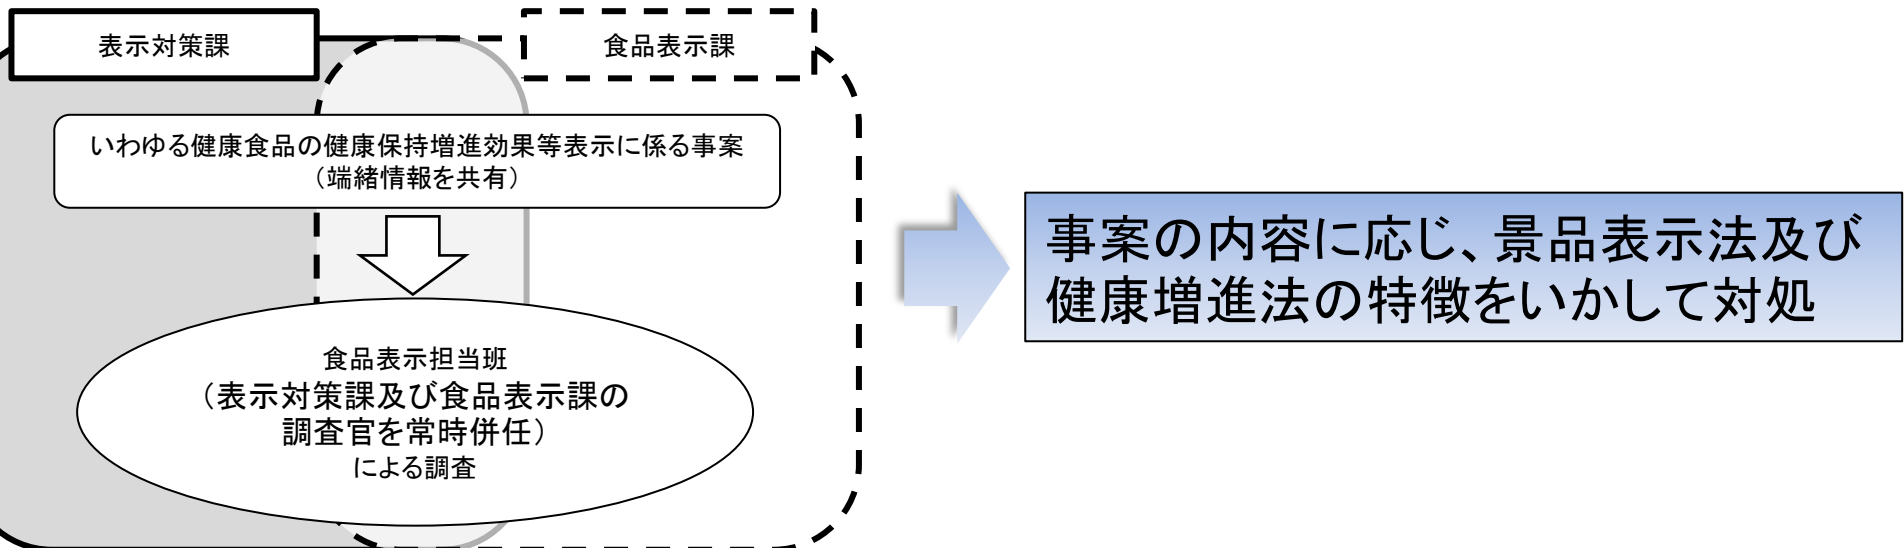 表示対策課
食品表示課
いわゆる健康食品の健康保持増進効果等表示に係る事案
（端緒情報を共有）
食品表示担当班
（表示対策課及び食品表示課の
調査官を常時併任）
による調査
事案の内容に応じ、景品表示法及び
健康増進法の特徴をいかして対処